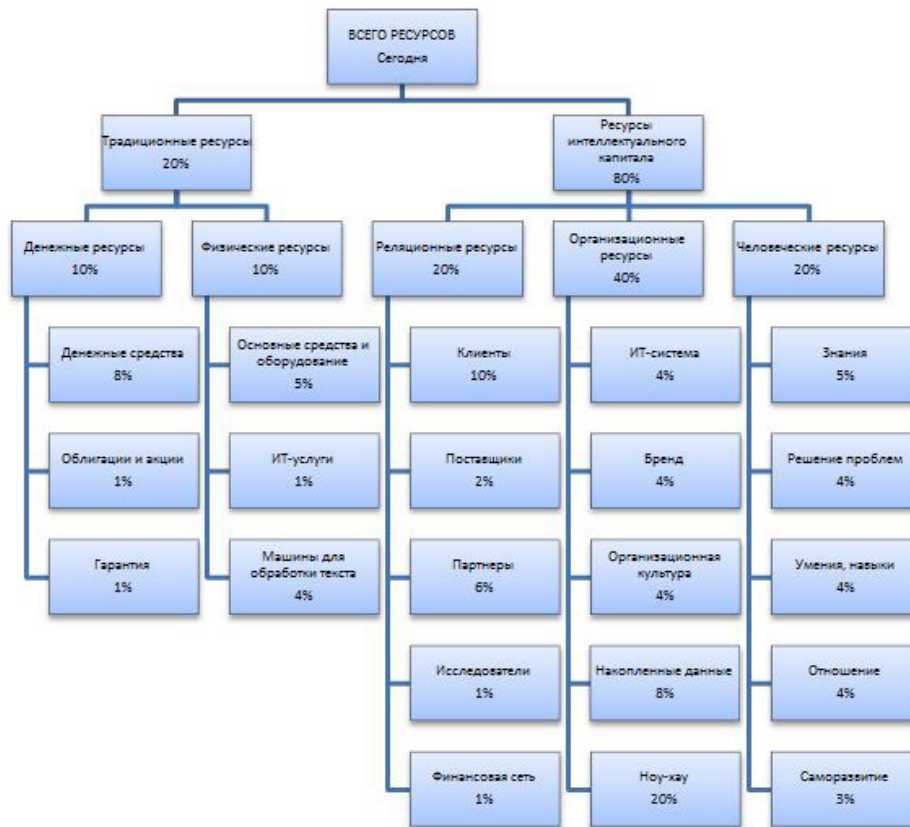 ВСЕГО РЕСУРСОВ
Сегодня
Традиционные ресурсы
20%
Ресурсы
интеллектуального
капитала
80%
Денежные ресурсы
10%
Физические ресурсы
10%
Реляционные ресурсы
20%
Организационные
ресурсы
40%
Человеческие ресурсы
20%
Денежные средства
8%
Основные средства и
оборудование
5%
Клиенты
10%
ИТ-система
4%
Знания
5%
Облигации и акции
1%
ИТ-услуги
1%
Поставщики
2%
Бренд
4%
Решение проблем
4%
Гарантия
1%
Машины для
обработки текста
4%
Партнеры
6%
Организационная
культура
4%
Умения, навыки
4%
Исследователи
1%
Накопленные данные
8%
Отношение
4%
Финансовая сеть
1%
Ноу-хау
20%
Саморазвитие
3%